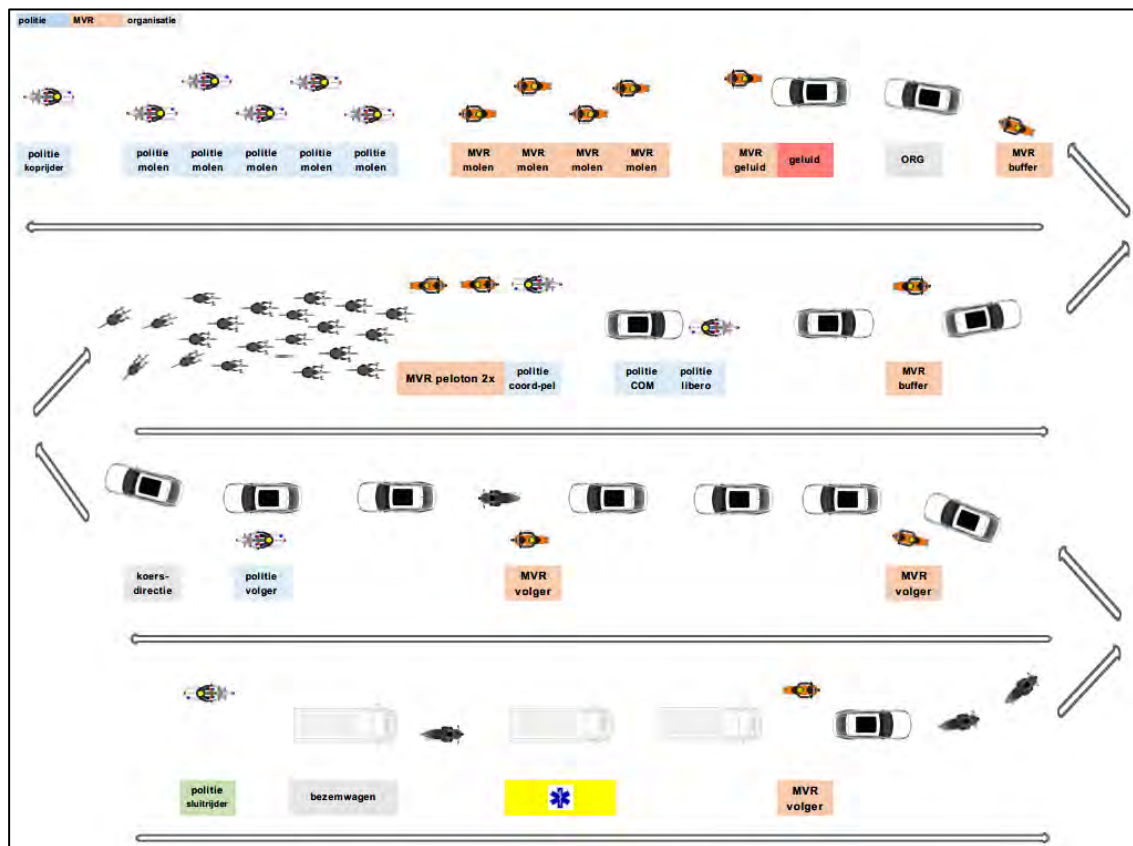 politie MVR organisatie
politie politie politie politie politie politie MVR MVR MVR MVR MVR geluid ORG MVR
koprijder molen molen molen molen molen molen molen molen molen geluid buffer
MVR peloton 2x politie politie politie MVR
coord-pel COM libero buffer
koers- politie MVR MVR
directie volger volger volger
politie bezemwagen MVR
sluitrijder volger